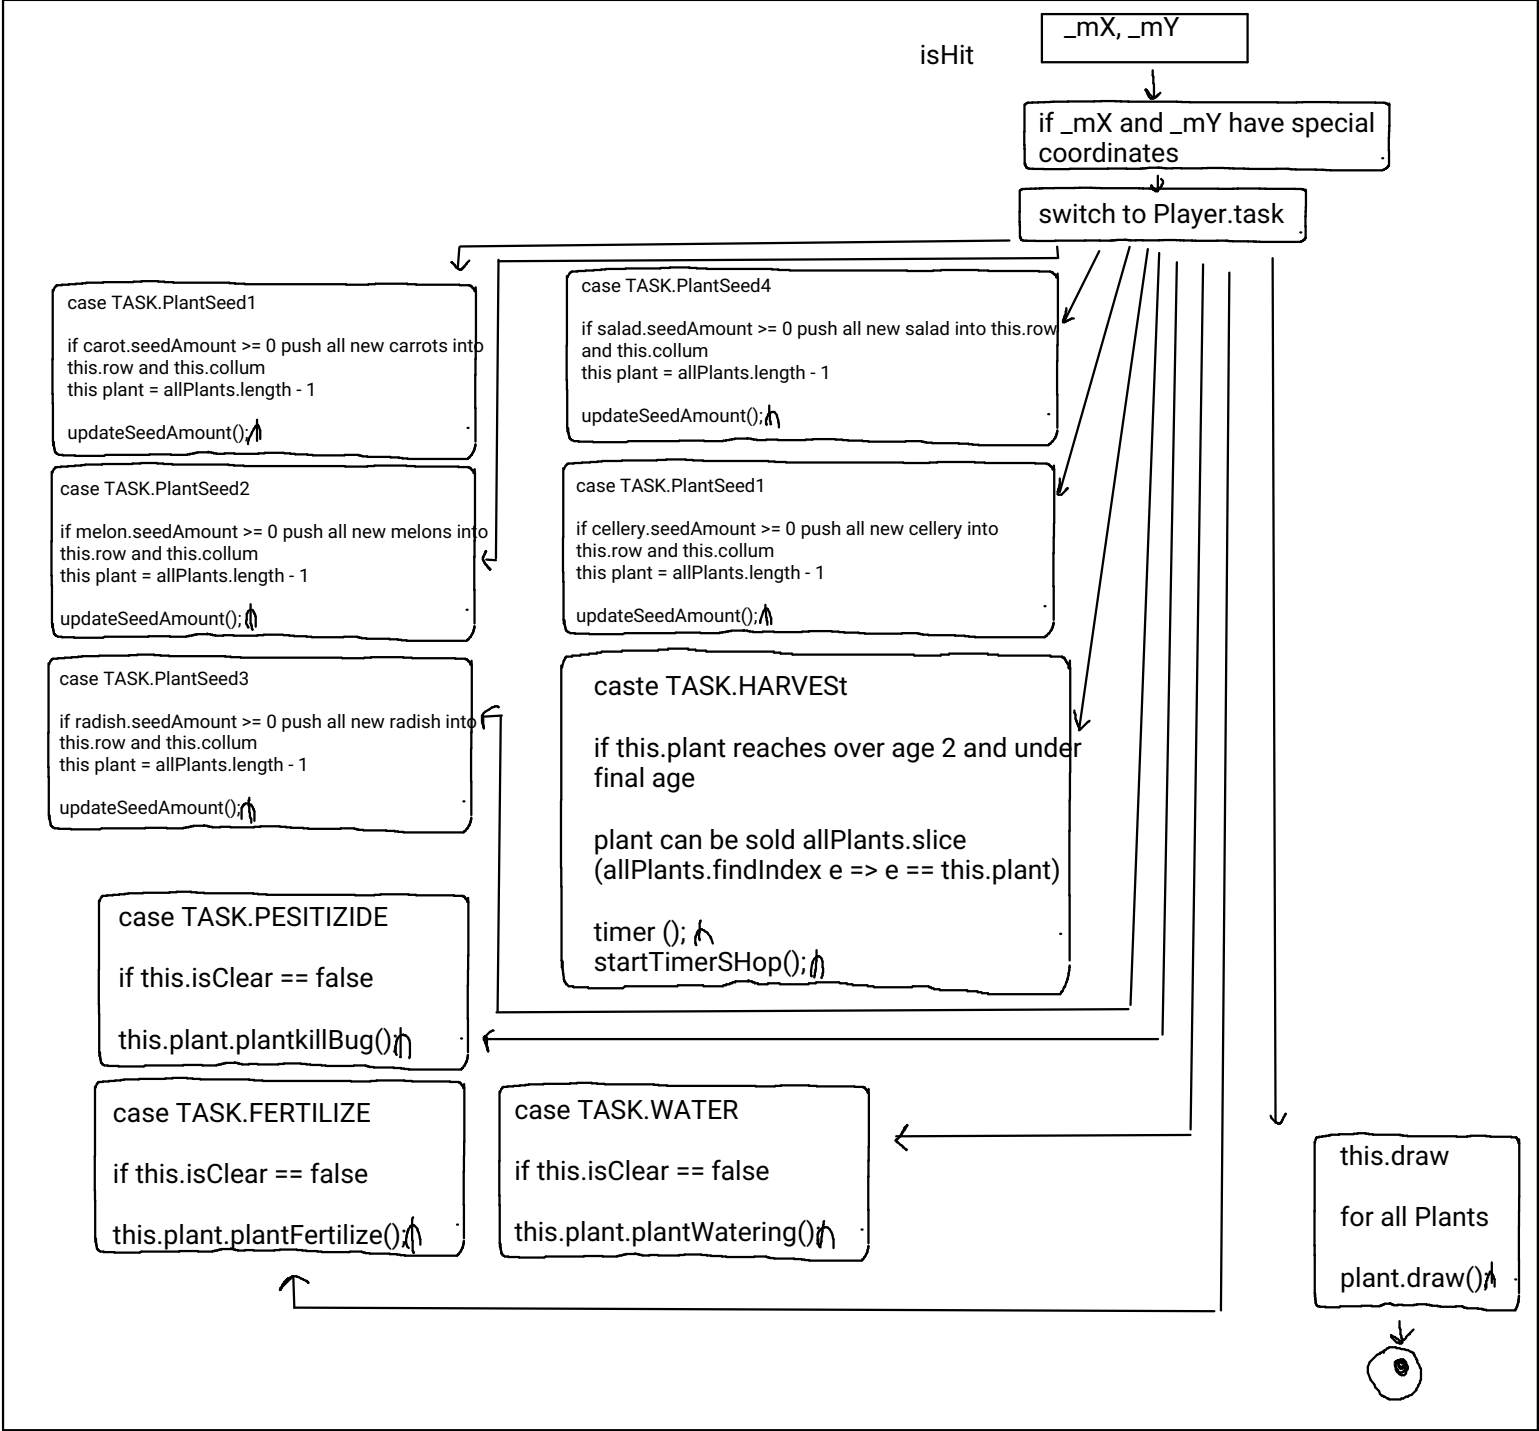 isHit
_mX, _mY
if _mX and _mY have special
coordinates
switch to Player.task
case TASK.PlantSeed1
if carot.seedAmount >= 0 push all new carrots into
this.row and this.collum
this plant = allPlants.length - 1
updateSeedAmount();
case TASK.PlantSeed4
if salad.seedAmount >= 0 push all new salad into this.row
and this.collum
this plant = allPlants.length - 1
updateSeedAmount();
case TASK.PlantSeed2
if melon.seedAmount >= 0 push all new melons into
this.row and this.collum
this plant = allPlants.length - 1
updateSeedAmount();
case TASK.PlantSeed1
if cellery.seedAmount >= 0 push all new cellery into
this.row and this.collum
this plant = allPlants.length - 1
updateSeedAmount();
case TASK.PlantSeed3
if radish.seedAmount >= 0 push all new radish into
this.row and this.collum
this plant = allPlants.length - 1
updateSeedAmount();
caste TASK.HARVESt
if this.plant reaches over age 2 and under
final age
plant can be sold allPlants.slice
(allPlants.findIndex e => e == this.plant)
timer ();
startTimerSHop();
case TASK.PESITIZIDE
if this.isClear == false
this.plant.plantkillBug();
case TASK.FERTILIZE
if this.isClear == false
this.plant.plantFertilize();
case TASK.WATER
if this.isClear == false
this.plant.plantWatering();
this.draw
for all Plants
plant.draw();